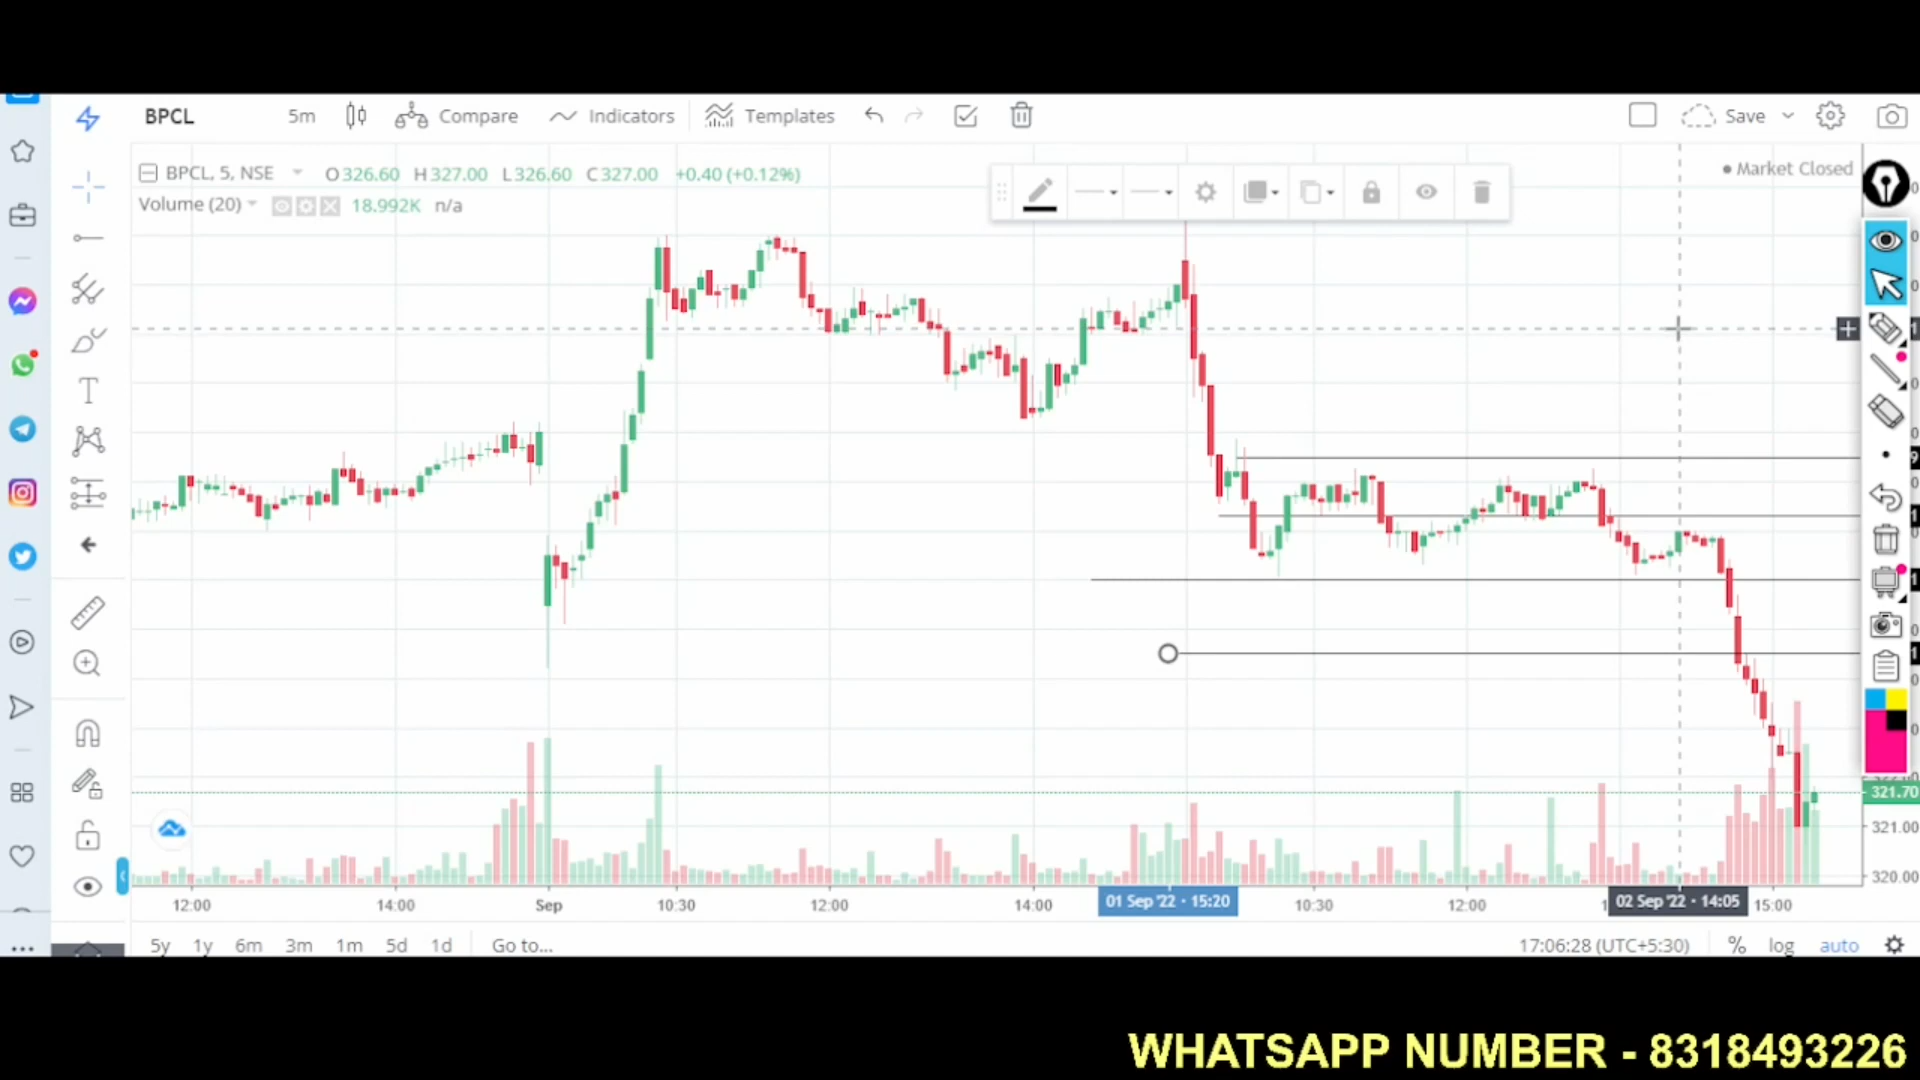 BPCL 5m Compare Indicators Templates Save
BPCL, 5, NSE O326.60 H327.00 L326.60 C327.00 +0.40 (+0.12%)
Market Closed
Volume (20) 18.992K n/a
T
321.70
321.00
320.00
12:00 14:00 Sep 10:30 12:00 14:00 01 Sep '22 · 15:20 10:30 12:00 02 Sep '22 · 14:05 15:00
5y 1y 6m 3m 1m 5d 1d Go to... 17:06:28 (UTC+5:30) % log auto
WHATSAPP NUMBER - 8318493226